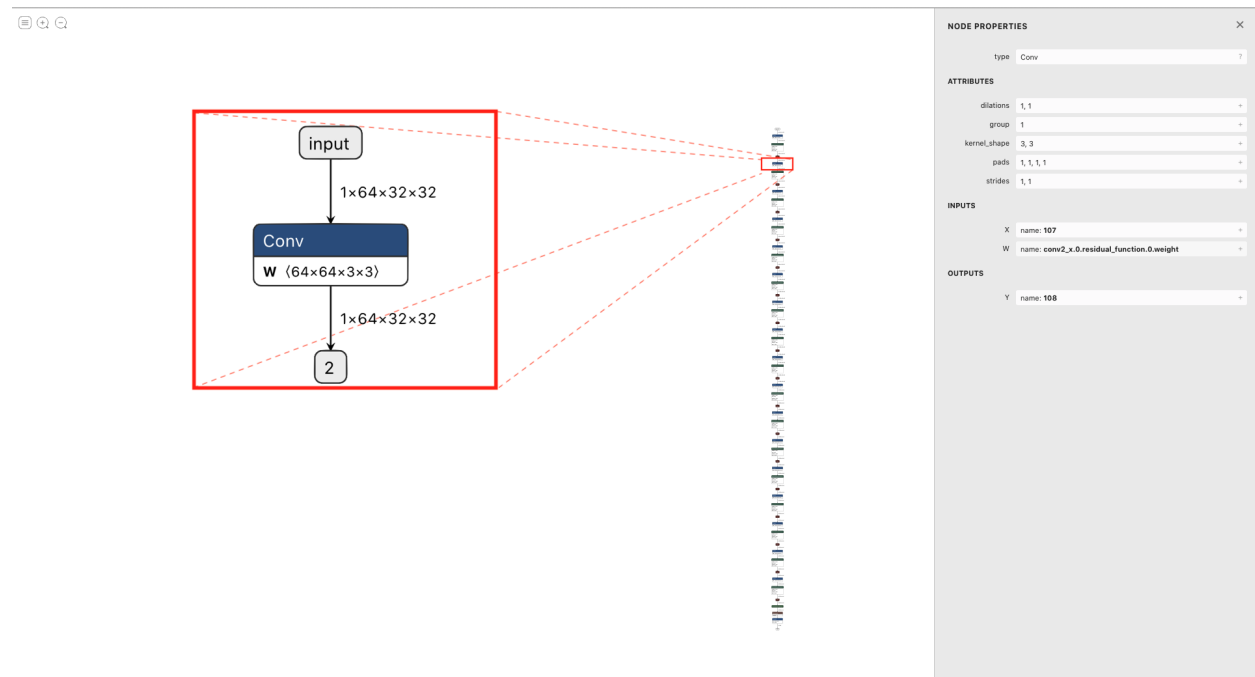 input
1×64×32×32
Conv
W ⟨64×64×3×3⟩
1×64×32×32
2
NODE PROPERTIES
type Conv ?
ATTRIBUTES
dilations 1, 1 +
group 1 +
kernel_shape 3, 3 +
pads 1, 1, 1, 1 +
strides 1, 1 +
INPUTS
X name: 107 +
W name: conv2_x.0.residual_function.0.weight +
OUTPUTS
Y name: 108 +